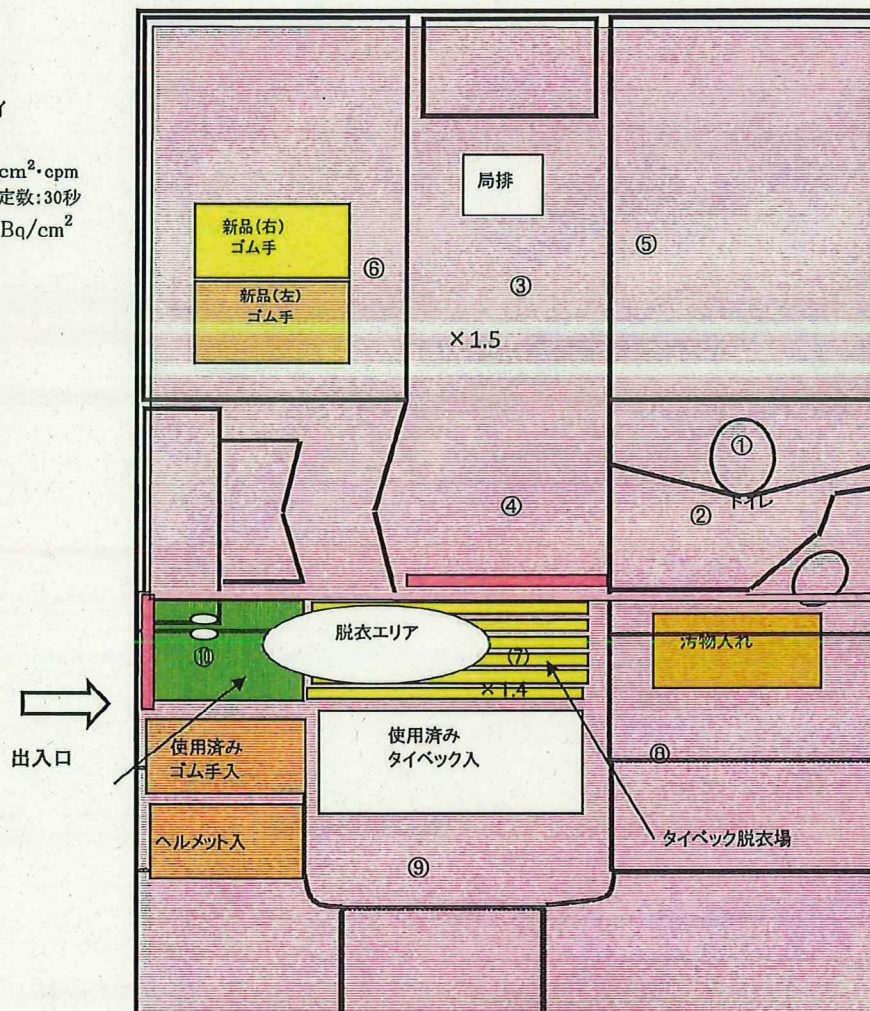 イ
cm²・cpm
定数:30秒
Bq/cm²
局排
新品(右)
ゴム手
新品(左)
ゴム手
⑥
③
⑤
×1.5
①
トイレ
②
④
脱衣エリア
⑩
(7)
×1.4
汚物入れ
出入口
使用済み
ゴム手入
使用済み
タイベック入
⑧
ヘルメット入
タイベック脱衣場
⑨